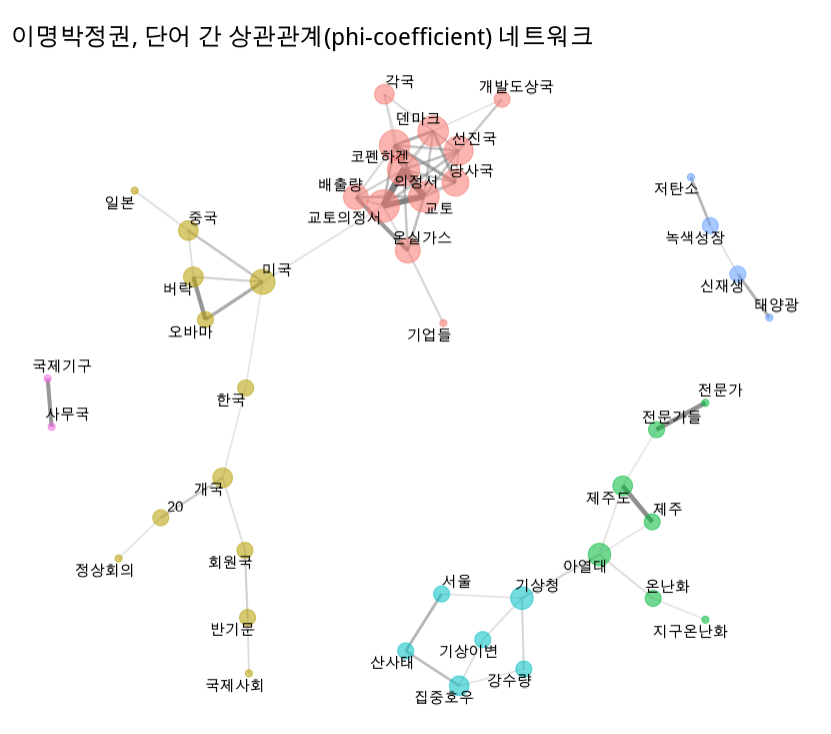 이명박정권, 단어 간 상관관계(phi-coefficient) 네트워크
각국
개발도상국
덴마크
선진국
코펜하겐
당사국
의정서
배출량
교토
교토의정서
온실가스
기업들
저탄소
녹색성장
신재생
태양광
일본
중국
미국
버락
오바마
국제기구
사무국
한국
개국
20
정상회의
회원국
반기문
국제사회
전문가
전문가들
제주도
제주
아열대
온난화
지구온난화
서울
기상청
기상이변
산사태
강수량
집중호우